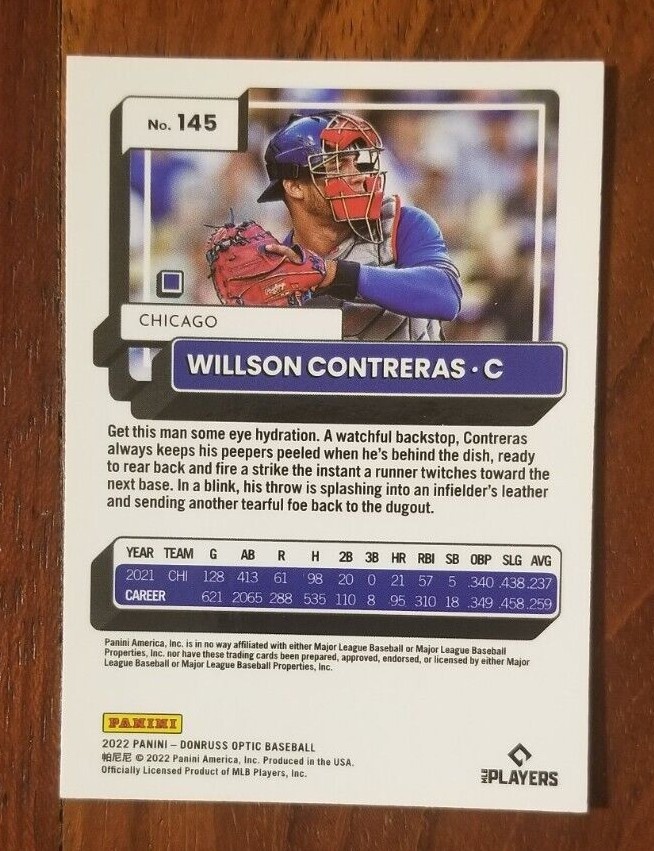 No. 145
CHICAGO
WILLSON CONTRERAS · C
Get this man some eye hydration. A watchful backstop, Contreras
always keeps his peepers peeled when he's behind the dish, ready
to rear back and fire a strike the instant a runner twitches toward the
next base. In a blink, his throw is splashing into an infielder's leather
and sending another tearful foe back to the dugout.
YEAR TEAM G AB R H 2B 3B HR RBI SB OBP SLG AVG
2021 CHI 128 413 61 98 20 0 21 57 5 .340 .438 .237
CAREER 621 2065 288 535 110 8 95 310 18 .349 .458 .259
Panini America, Inc. is in no way affiliated with either Major League Baseball or Major League Baseball
Properties, Inc. nor have these trading cards been prepared, approved, endorsed, or licensed by either Major
League Baseball or Major League Baseball Properties, Inc.
PANINI
2022 PANINI – DONRUSS OPTIC BASEBALL
帕尼尼 © 2022 Panini America, Inc. Produced in the USA.
Officially Licensed Product of MLB Players, Inc.
MLB PLAYERS